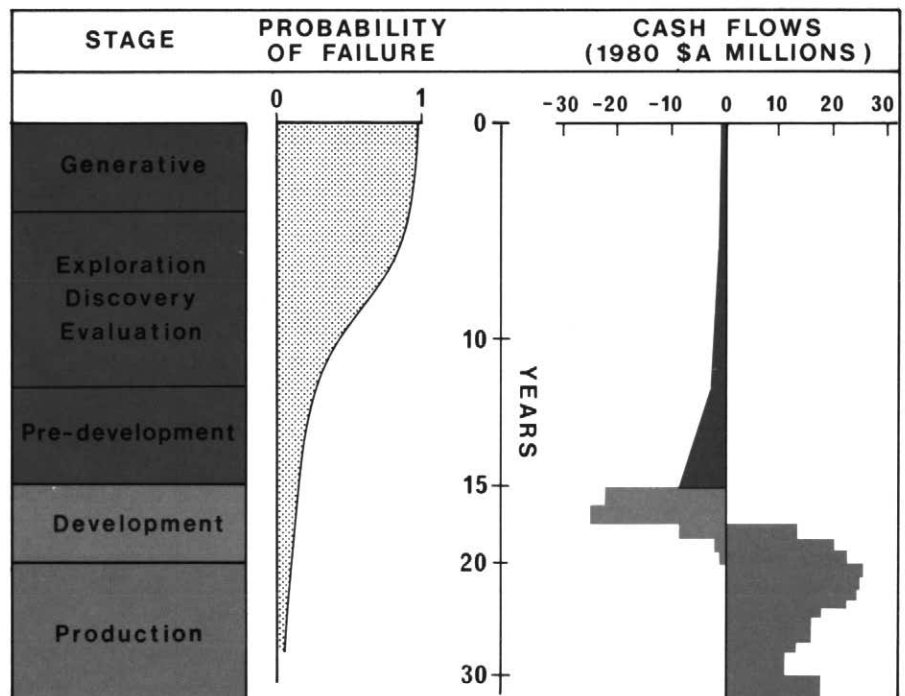 STAGE
PROBABILITY
OF FAILURE
CASH FLOWS
(1980 $A MILLIONS)
0 1
-30 -20 -10 0 10 20 30
Generative
Exploration
Discovery
Evaluation
Pre-development
Development
Production
0
10
15
20
30
YEARS